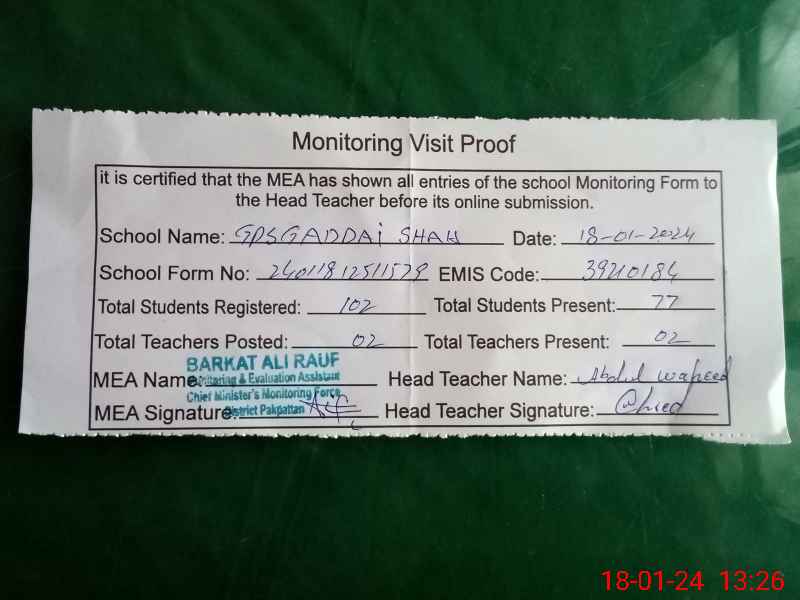 Monitoring Visit Proof
it is certified that the MEA has shown all entries of the school Monitoring Form to
the Head Teacher before its online submission.
School Name: GPS GADDAI SHAH Date: 18-01-2024
School Form No: 24011812511579 EMIS Code: 39210184
Total Students Registered: 102 Total Students Present: 77
Total Teachers Posted: 02 Total Teachers Present: 02
BARKAT ALI RAUF
MEA Name: Monitoring & Evaluation Assistant Head Teacher Name: Abdul waheed
Chief Minister's Monitoring Force
MEA Signature: District Pakpattan Head Teacher Signature:
18-01-24 13:26